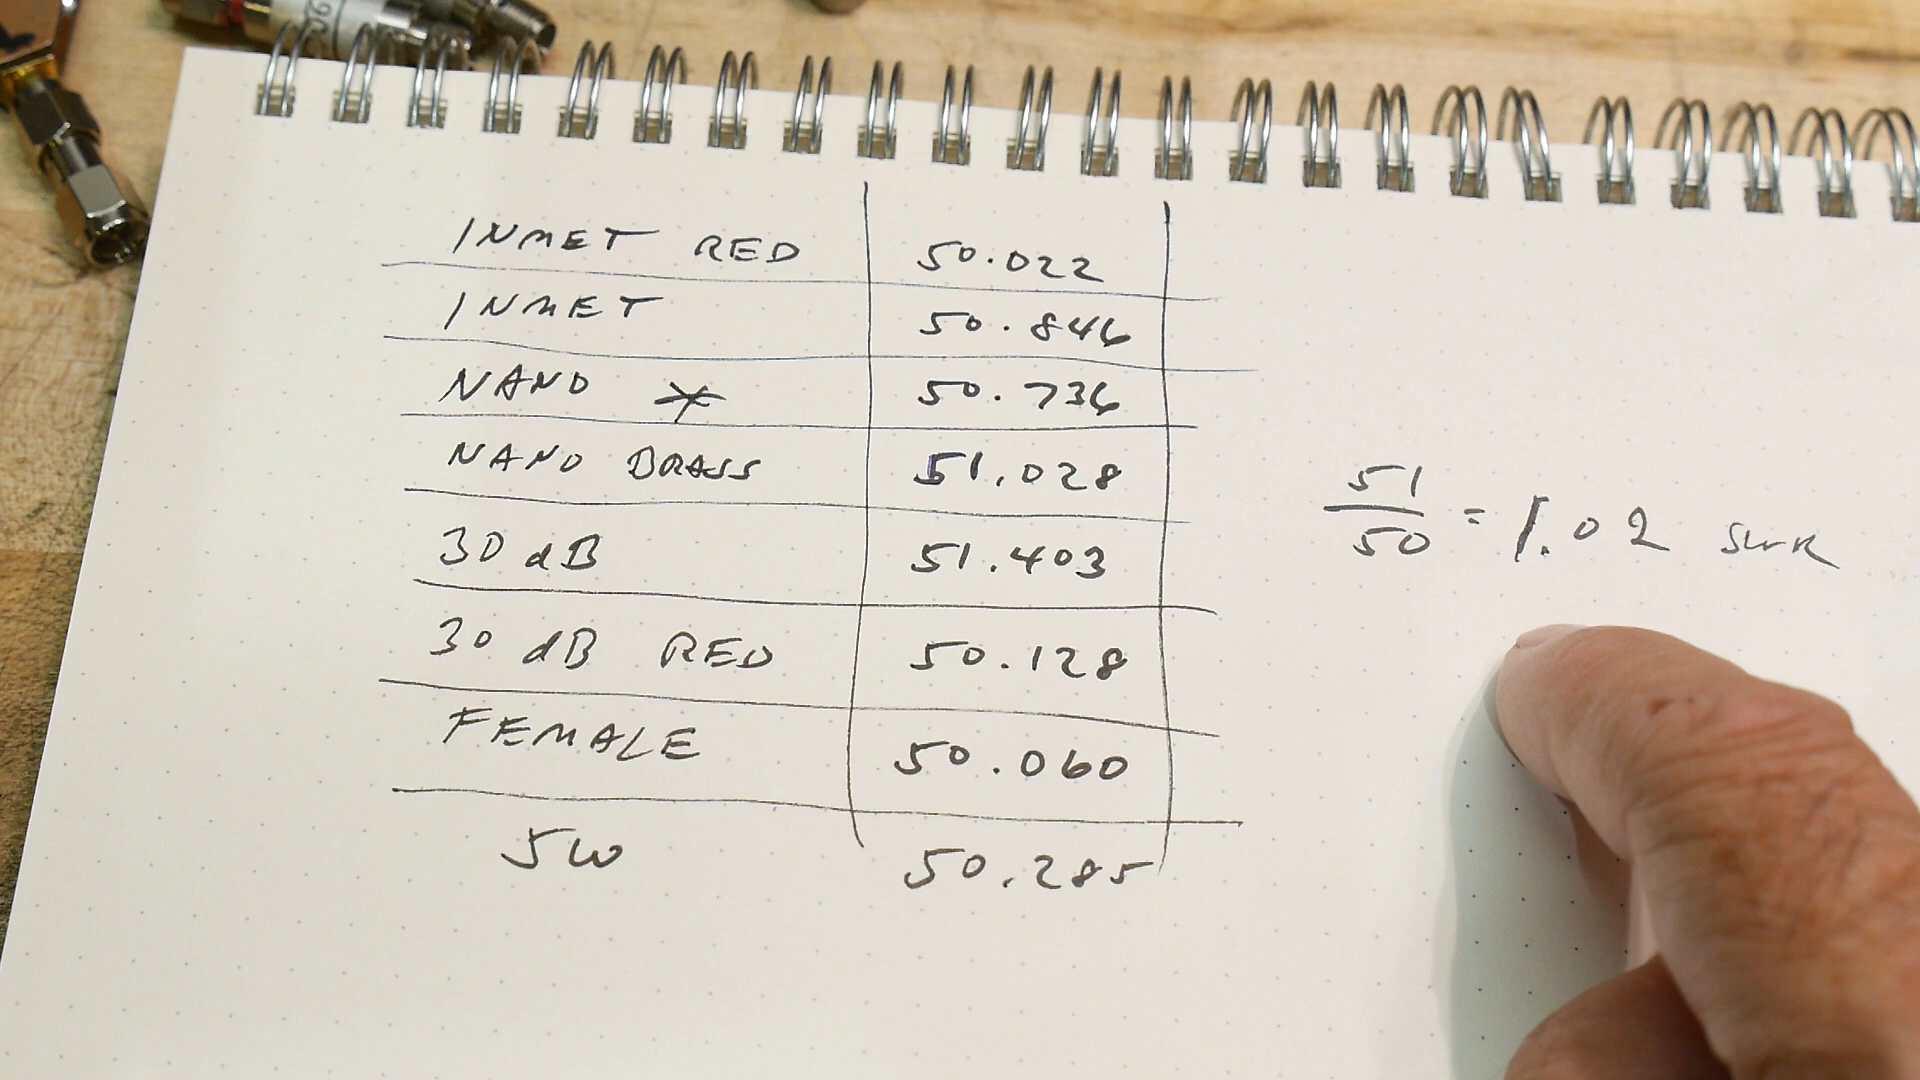 INMET RED 50.022
INMET 50.846
NANO * 50.736
NANO BRASS 51.028
30 dB 51.403
30 dB RED 50.128
FEMALE 50.060
5W 50.285
51
50 = 1.02 SWR